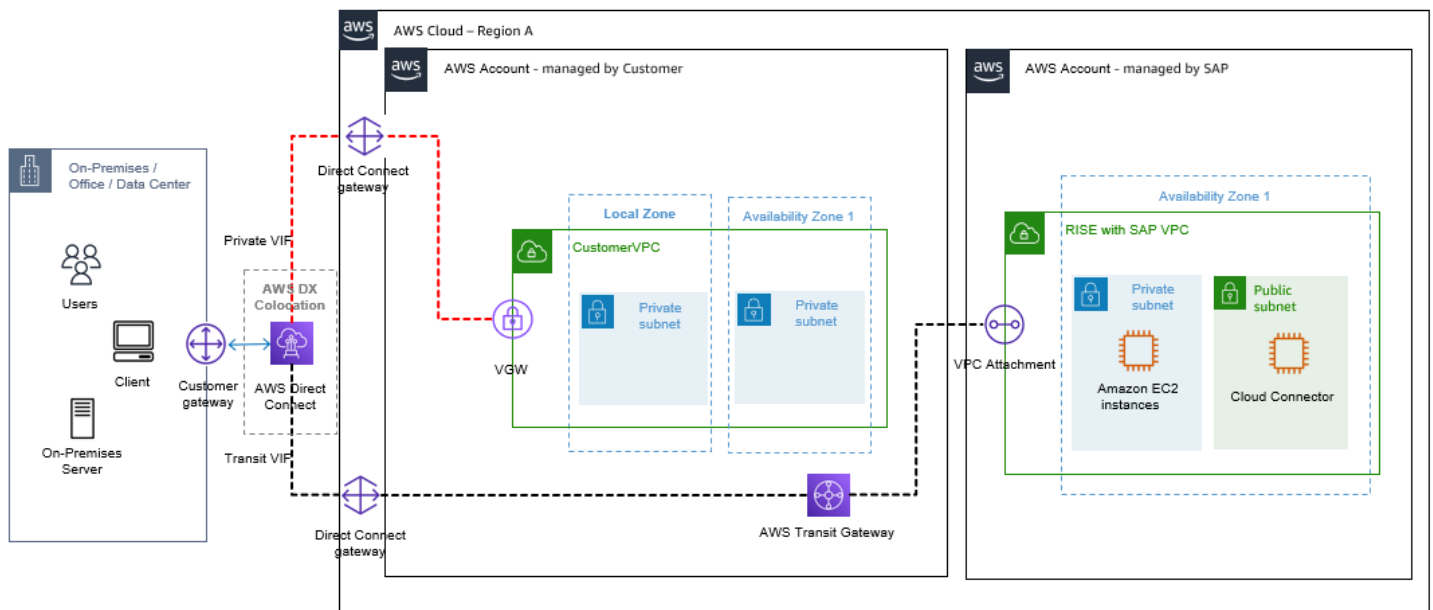 aws
AWS Cloud – Region A
aws
AWS Account - managed by Customer
aws
AWS Account - managed by SAP
On-Premises /
Office / Data Center
Users
Client
On-Premises
Server
Customer
gateway
Private VIF
AWS DX
Colocation
AWS Direct
Connect
Transit VIF
Direct Connect
gateway
Direct Connect
gateway
VGW
CustomerVPC
Local Zone
Private
subnet
Availability Zone 1
Private
subnet
AWS Transit Gateway
VPC Attachment
Availability Zone 1
RISE with SAP VPC
Private
subnet
Amazon EC2
instances
Public
subnet
Cloud Connector